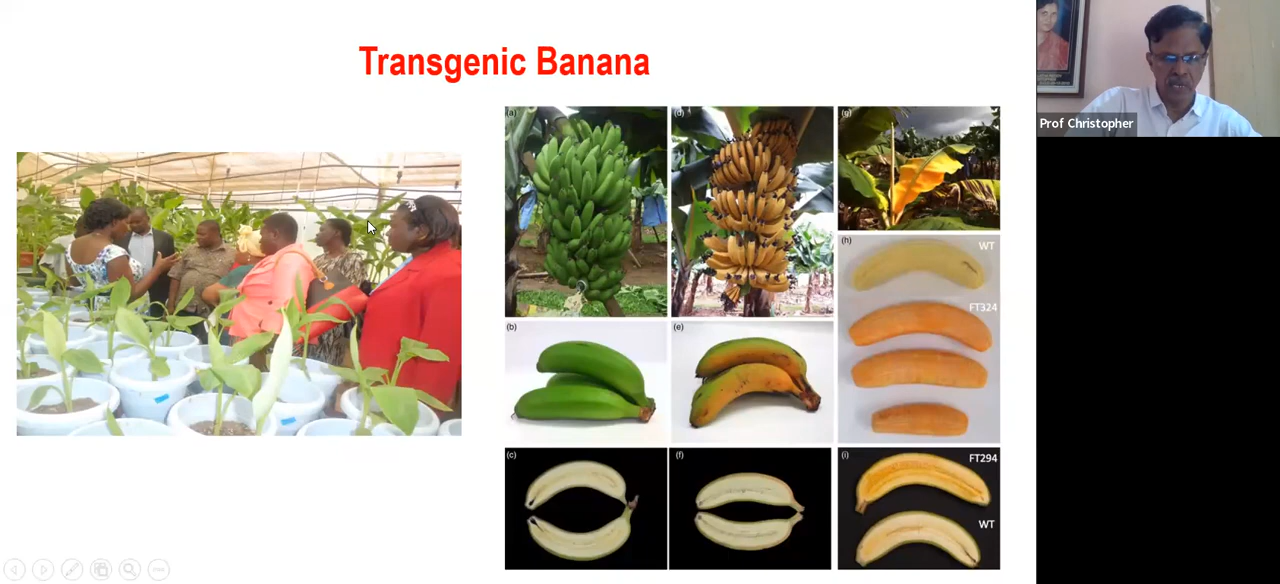 Transgenic Banana
Prof Christopher
(a)
(d)
(g)
(h)
WT
FT324
(b)
(e)
(c)
(f)
(i)
FT294
WT